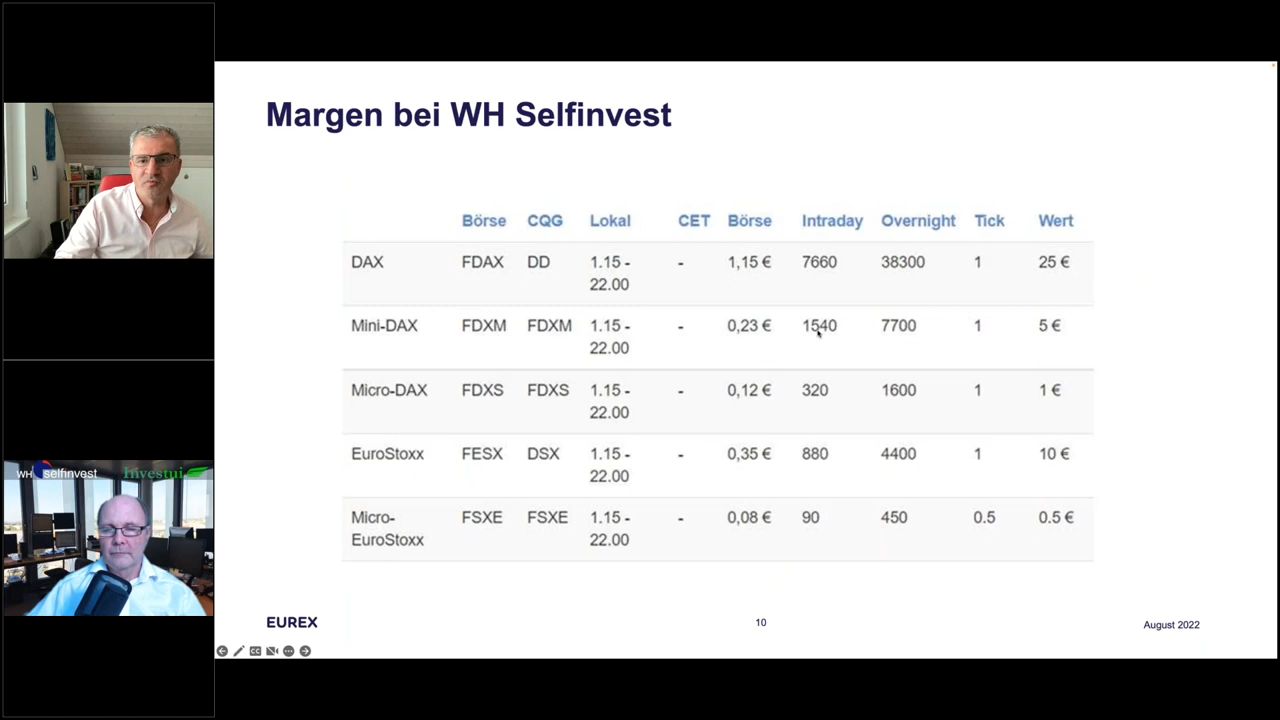 WH selfinvest Investui
Margen bei WH Selfinvest
Börse CQG Lokal CET Börse Intraday Overnight Tick Wert
DAX FDAX DD 1.15 - - 1,15 € 7660 38300 1 25 €
22.00
Mini-DAX FDXM FDXM 1.15 - - 0,23 € 1540 7700 1 5 €
22.00
Micro-DAX FDXS FDXS 1.15 - - 0,12 € 320 1600 1 1 €
22.00
EuroStoxx FESX DSX 1.15 - - 0,35 € 880 4400 1 10 €
22.00
Micro- FSXE FSXE 1.15 - - 0,08 € 90 450 0.5 0.5 €
EuroStoxx 22.00
EUREX 10 August 2022
CC